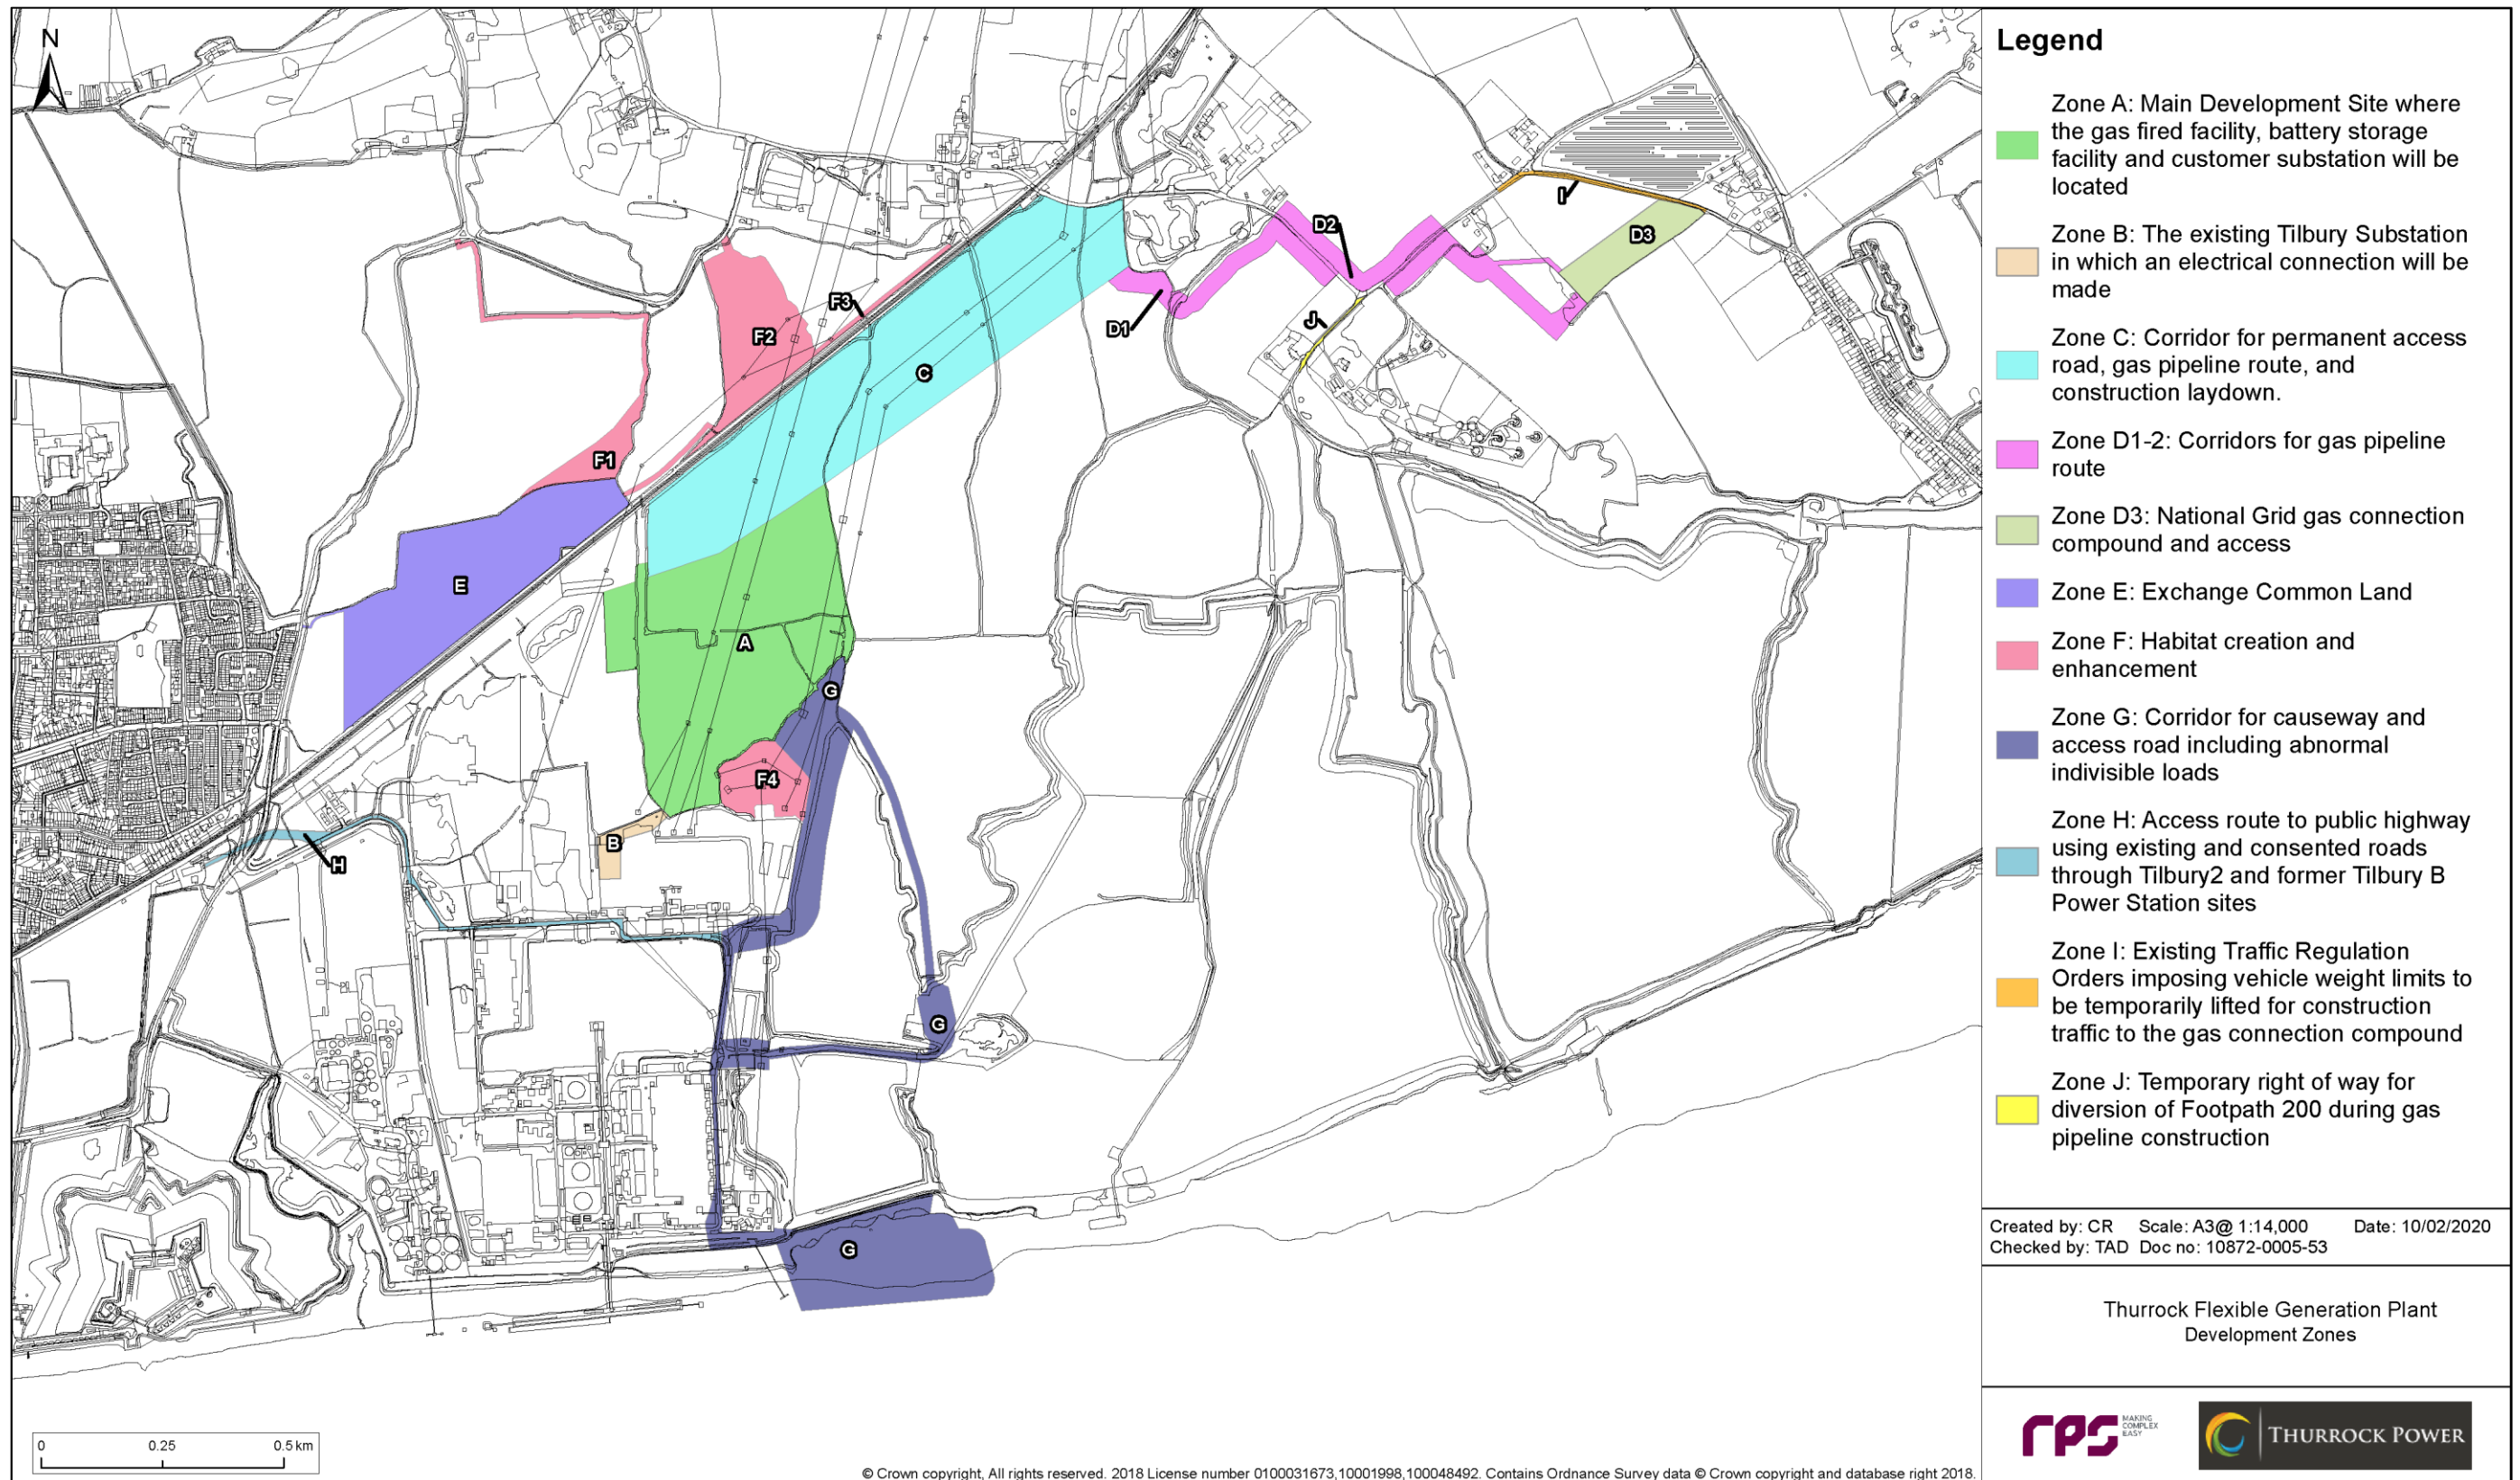 N
F3
F2
D2
I
D3
D1
J
C
F1
E
A
G
F4
B
H
G
G
0 0.25 0.5 km
© Crown copyright, All rights reserved. 2018 License number 0100031673,10001998,100048492. Contains Ordnance Survey data © Crown copyright and database right 2018.
Legend
Zone A: Main Development Site where
the gas fired facility, battery storage
facility and customer substation will be
located
Zone B: The existing Tilbury Substation
in which an electrical connection will be
made
Zone C: Corridor for permanent access
road, gas pipeline route, and
construction laydown.
Zone D1-2: Corridors for gas pipeline
route
Zone D3: National Grid gas connection
compound and access
Zone E: Exchange Common Land
Zone F: Habitat creation and
enhancement
Zone G: Corridor for causeway and
access road including abnormal
indivisible loads
Zone H: Access route to public highway
using existing and consented roads
through Tilbury2 and former Tilbury B
Power Station sites
Zone I: Existing Traffic Regulation
Orders imposing vehicle weight limits to
be temporarily lifted for construction
traffic to the gas connection compound
Zone J: Temporary right of way for
diversion of Footpath 200 during gas
pipeline construction
Created by: CR Scale: A3@ 1:14,000 Date: 10/02/2020
Checked by: TAD Doc no: 10872-0005-53
Thurrock Flexible Generation Plant
Development Zones
rps MAKING
COMPLEX
EASY
THURROCK POWER